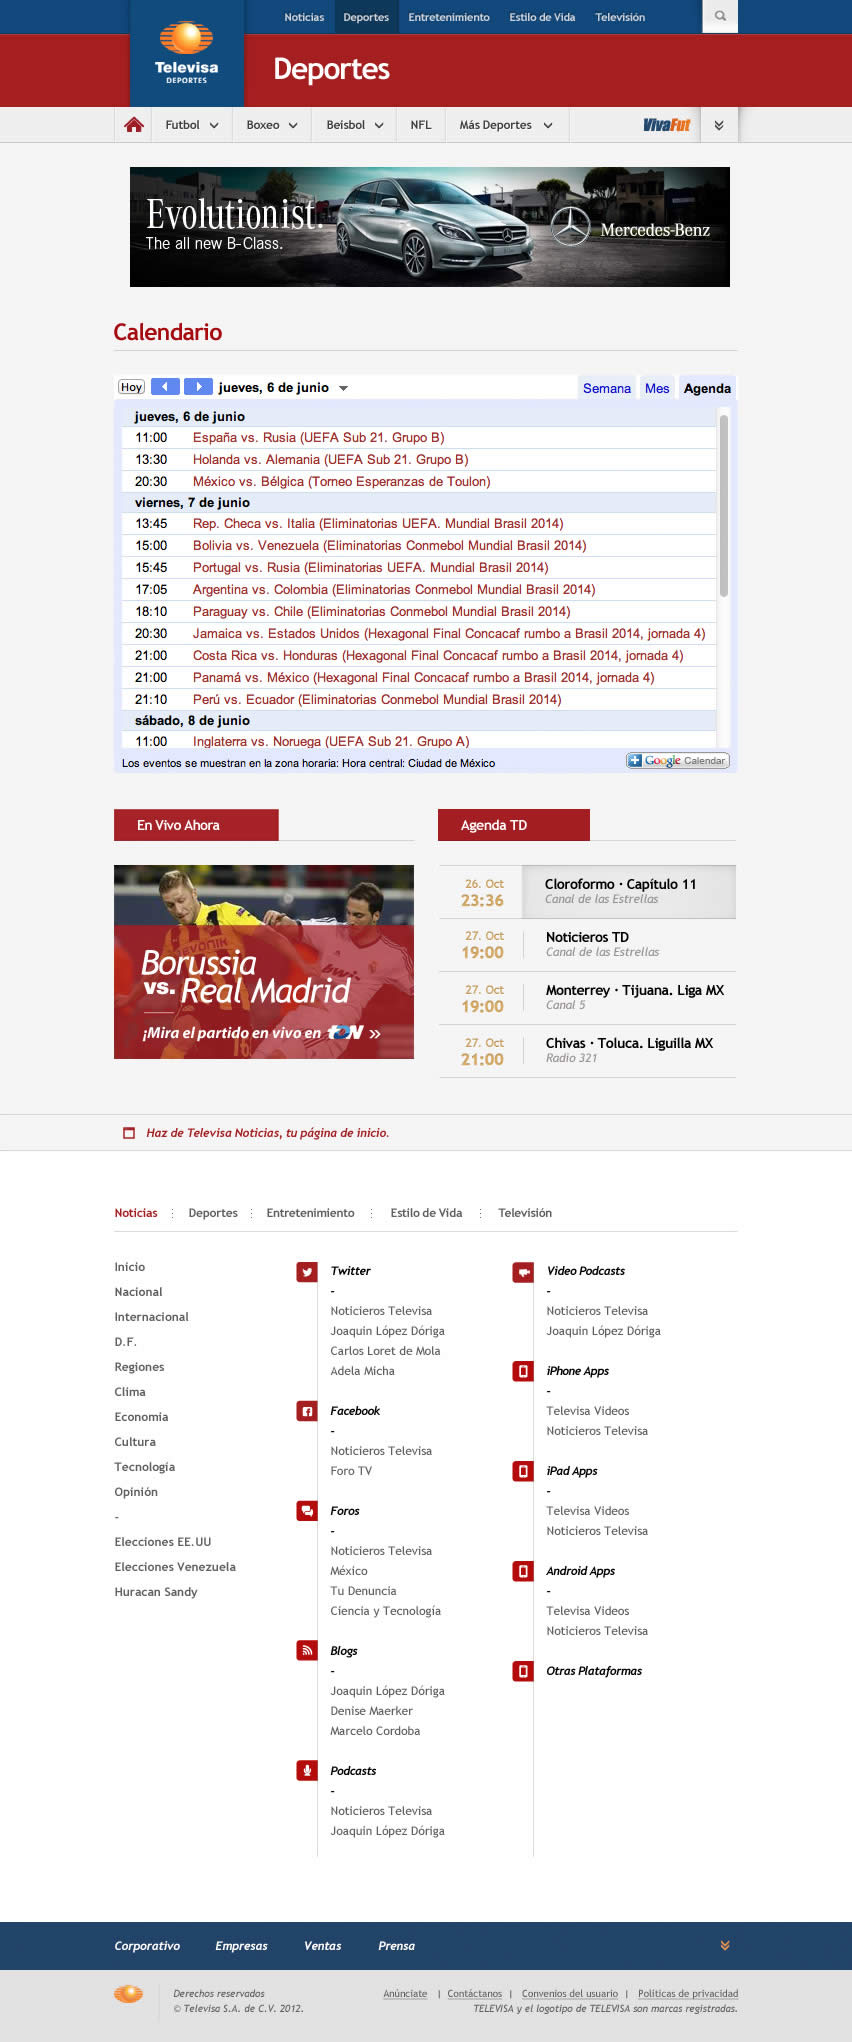 Noticias Deportes Entretenimiento Estilo de Vida Televisión
Televisa
DEPORTES
Deportes
Futbol Boxeo Beisbol NFL Más Deportes VivaFut
Evolutionist.
The all new B-Class.
Mercedes-Benz
Calendario
Hoy jueves, 6 de junio Semana Mes Agenda
jueves, 6 de junio
11:00 España vs. Rusia (UEFA Sub 21. Grupo B)
13:30 Holanda vs. Alemania (UEFA Sub 21. Grupo B)
20:30 México vs. Bélgica (Torneo Esperanzas de Toulon)
viernes, 7 de junio
13:45 Rep. Checa vs. Italia (Eliminatorias UEFA. Mundial Brasil 2014)
15:00 Bolivia vs. Venezuela (Eliminatorias Conmebol Mundial Brasil 2014)
15:45 Portugal vs. Rusia (Eliminatorias UEFA. Mundial Brasil 2014)
17:05 Argentina vs. Colombia (Eliminatorias Conmebol Mundial Brasil 2014)
18:10 Paraguay vs. Chile (Eliminatorias Conmebol Mundial Brasil 2014)
20:30 Jamaica vs. Estados Unidos (Hexagonal Final Concacaf rumbo a Brasil 2014, jornada 4)
21:00 Costa Rica vs. Honduras (Hexagonal Final Concacaf rumbo a Brasil 2014, jornada 4)
21:00 Panamá vs. México (Hexagonal Final Concacaf rumbo a Brasil 2014, jornada 4)
21:10 Perú vs. Ecuador (Eliminatorias Conmebol Mundial Brasil 2014)
sábado, 8 de junio
11:00 Inglaterra vs. Noruega (UEFA Sub 21. Grupo A)
Los eventos se muestran en la zona horaria: Hora central: Ciudad de México
Google Calendar
En Vivo Ahora
Borussia
vs. Real Madrid
¡Mira el partido en vivo en tdn »
Agenda TD
26. Oct
23:36
Cloroformo · Capítulo 11
Canal de las Estrellas
27. Oct
19:00
Noticieros TD
Canal de las Estrellas
27. Oct
19:00
Monterrey · Tijuana. Liga MX
Canal 5
27. Oct
21:00
Chivas · Toluca. Liguilla MX
Radio 321
Haz de Televisa Noticias, tu página de inicio.
Noticias Deportes Entretenimiento Estilo de Vida Televisión
Inicio
Nacional
Internacional
D.F.
Regiones
Clima
Economía
Cultura
Tecnología
Opinión
-
Elecciones EE.UU
Elecciones Venezuela
Huracan Sandy
Twitter
-
Noticieros Televisa
Joaquin López Dóriga
Carlos Loret de Mola
Adela Micha
Facebook
-
Noticieros Televisa
Foro TV
Foros
-
Noticieros Televisa
México
Tu Denuncia
Ciencia y Tecnología
Blogs
-
Joaquin López Dóriga
Denise Maerker
Marcelo Cordoba
Podcasts
-
Noticieros Televisa
Joaquin López Dóriga
Video Podcasts
-
Noticieros Televisa
Joaquin López Dóriga
iPhone Apps
-
Televisa Videos
Noticieros Televisa
iPad Apps
-
Televisa Videos
Noticieros Televisa
Android Apps
-
Televisa Videos
Noticieros Televisa
Otras Plataformas
Corporativo Empresas Ventas Prensa
Derechos reservados
© Televisa S.A. de C.V. 2012.
Anúnciate | Contáctanos | Convenios del usuario | Políticas de privacidad
TELEVISA y el logotipo de TELEVISA son marcas registradas.